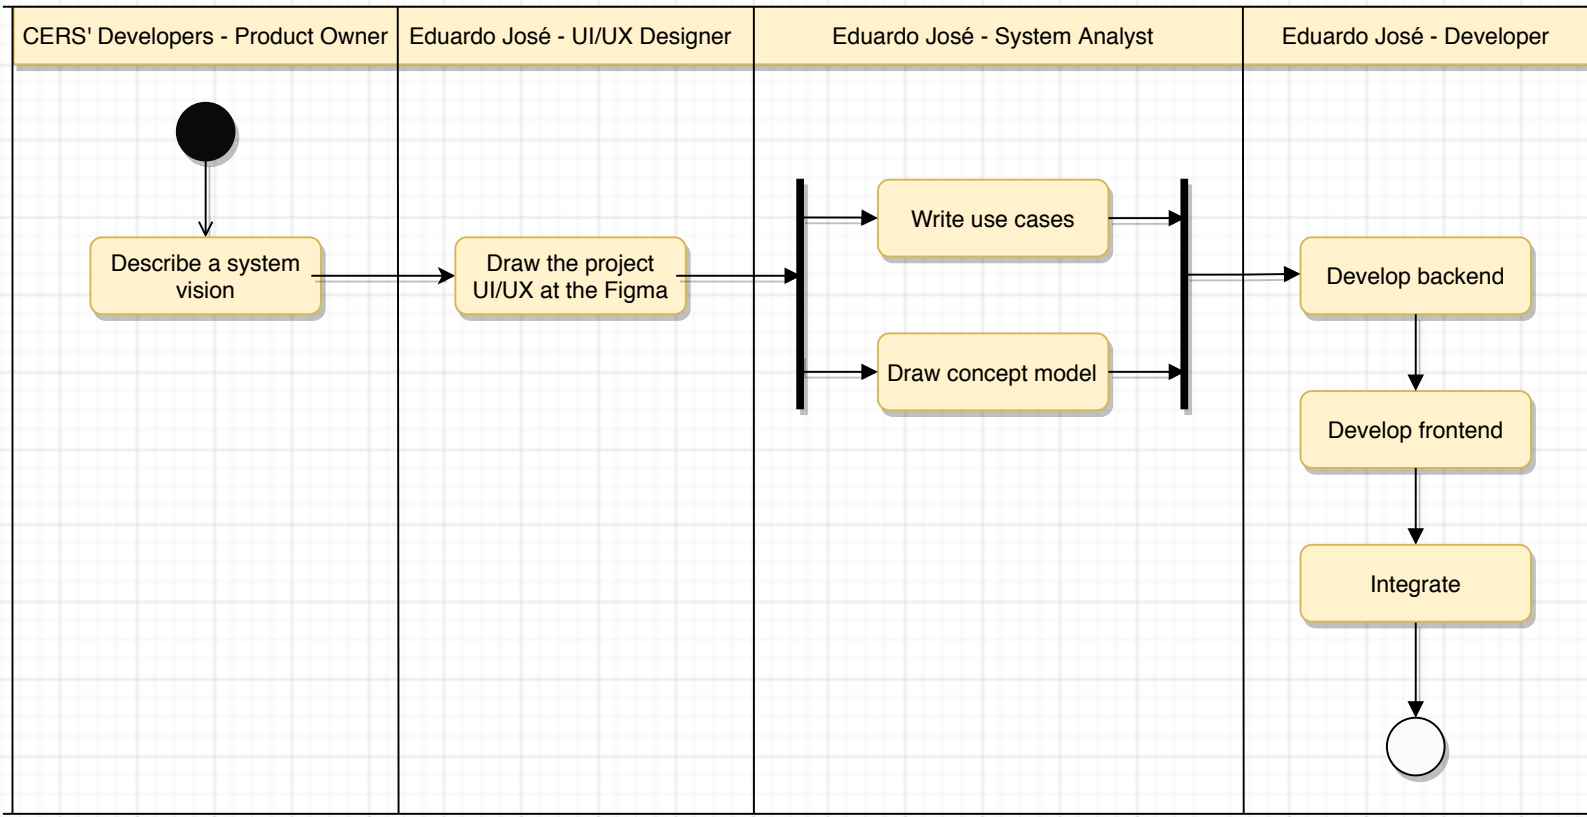 CERS' Developers - Product Owner
Eduardo José - UI/UX Designer
Eduardo José - System Analyst
Eduardo José - Developer
Describe a system
vision
Draw the project
UI/UX at the Figma
Write use cases
Draw concept model
Develop backend
Develop frontend
Integrate